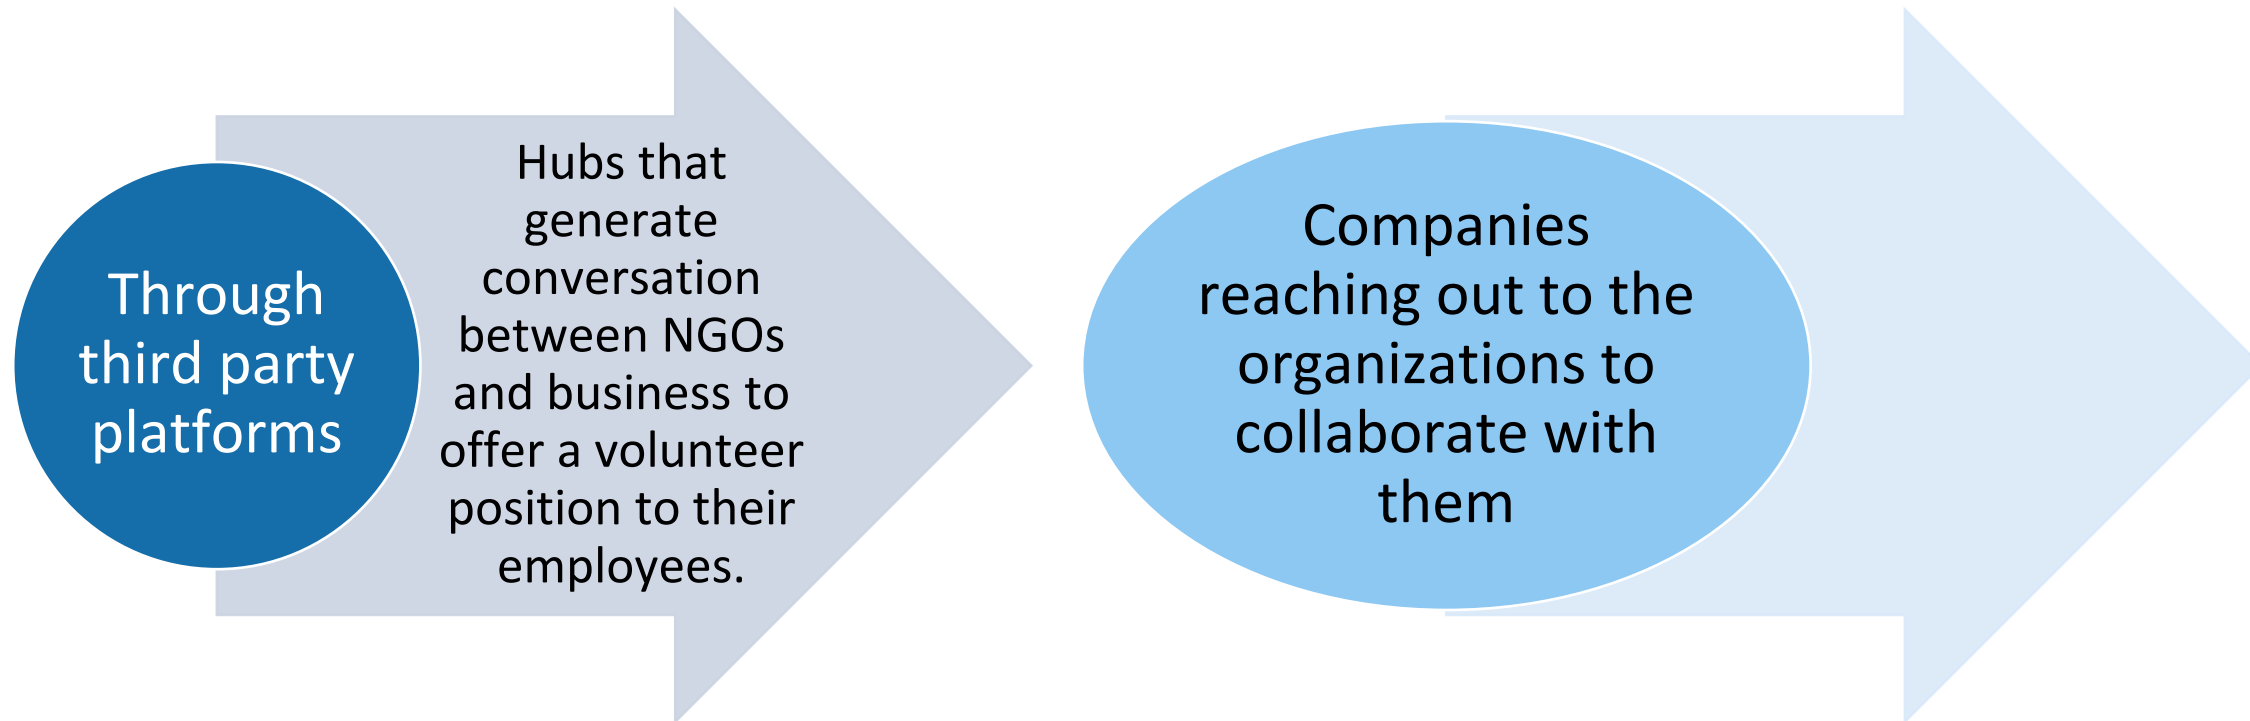 Through
third party
platforms
Hubs that
generate
conversation
between NGOs
and business to
offer a volunteer
position to their
employees.
Companies
reaching out to the
organizations to
collaborate with
them